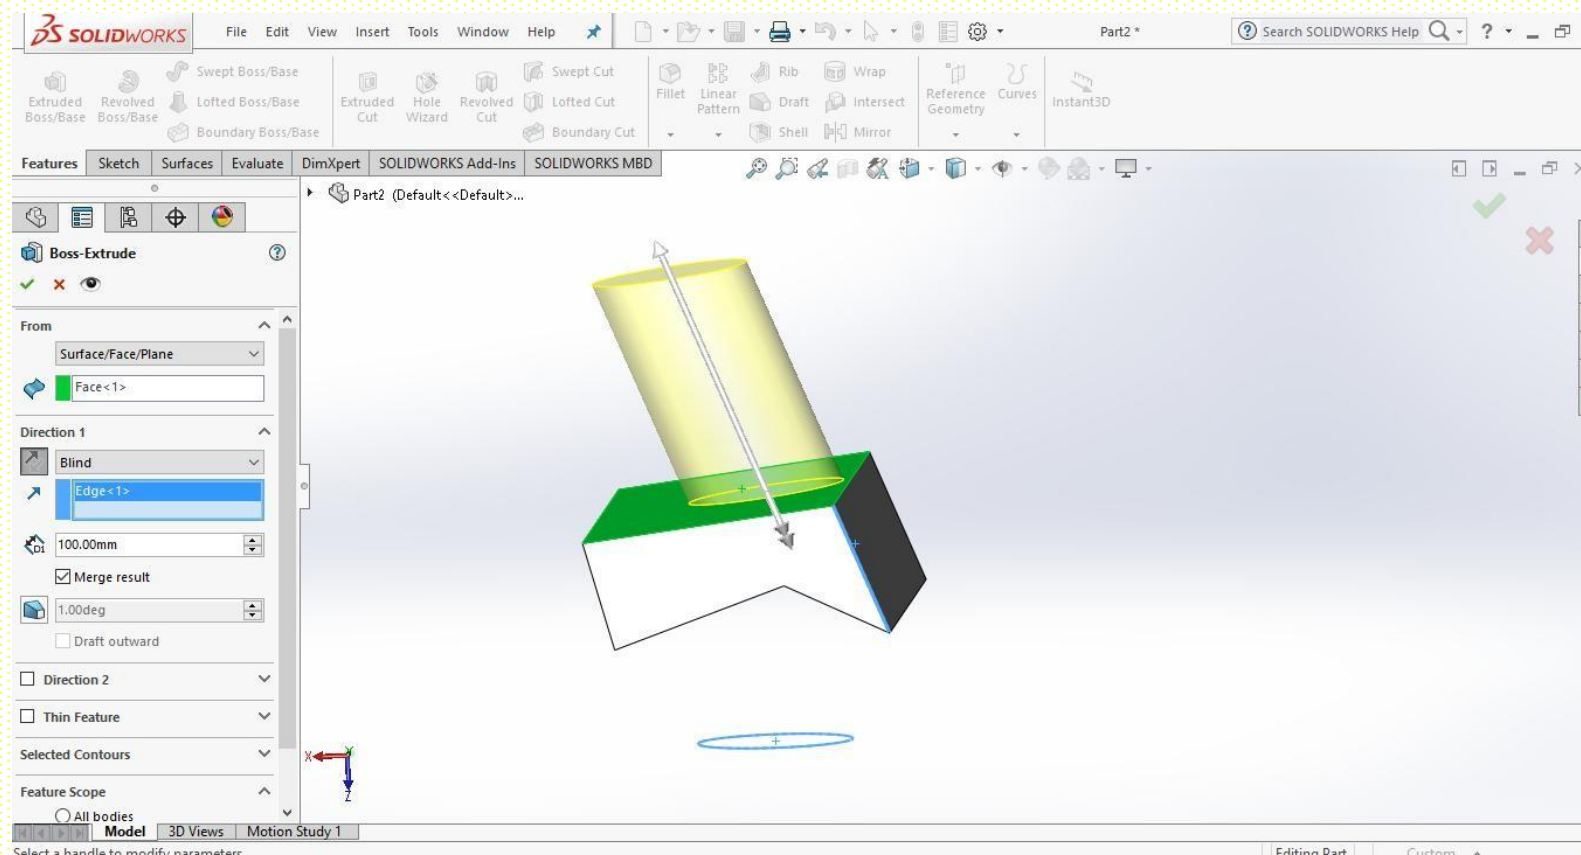 SOLIDWORKS File Edit View Insert Tools Window Help Part2 * Search SOLIDWORKS Help ?
Extruded Boss/Base
Revolved Boss/Base
Swept Boss/Base
Lofted Boss/Base
Boundary Boss/Base
Extruded Cut
Hole Wizard
Revolved Cut
Swept Cut
Lofted Cut
Boundary Cut
Fillet
Linear Pattern
Rib
Draft
Shell
Wrap
Intersect
Mirror
Reference Geometry
Curves
Instant3D
Features Sketch Surfaces Evaluate DimXpert SOLIDWORKS Add-Ins SOLIDWORKS MBD
Part2 (Default<<Default>...
Boss-Extrude
From
Surface/Face/Plane
Face<1>
Direction 1
Blind
Edge<1>
D1 100.00mm
Merge result
1.00deg
Draft outward
Direction 2
Thin Feature
Selected Contours
X Y
Z
Feature Scope
All bodies
Model 3D Views Motion Study 1
Select a handle to modify parameters
Editing Part Custom